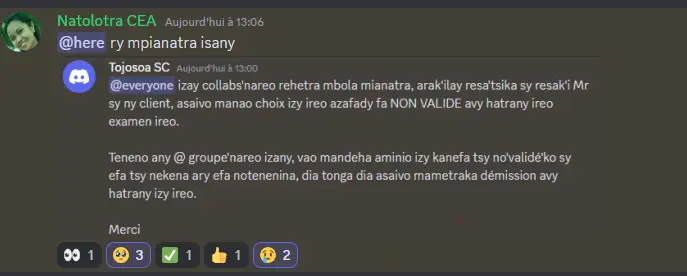 Natolotra CEA Aujourd'hui à 13:06
@here ry mpianatra isany
Tojosoa SC Aujourd'hui à 13:00
@everyone izay collabs'nareo rehetra mbola mianatra, arak'ilay resa'tsika sy resak'i Mr
sy ny client, asaivo manao choix izy ireo azafady fa NON VALIDE avy hatrany ireo
examen ireo.
Teneno any @ groupe'nareo izany, vao mandeha aminio izy kanefa tsy no'validé'ko sy
efa tsy nekena ary efa notenenina, dia tonga dia asaivo mametraka démission avy
hatrany izy ireo.
Merci
1 3 1 1 2